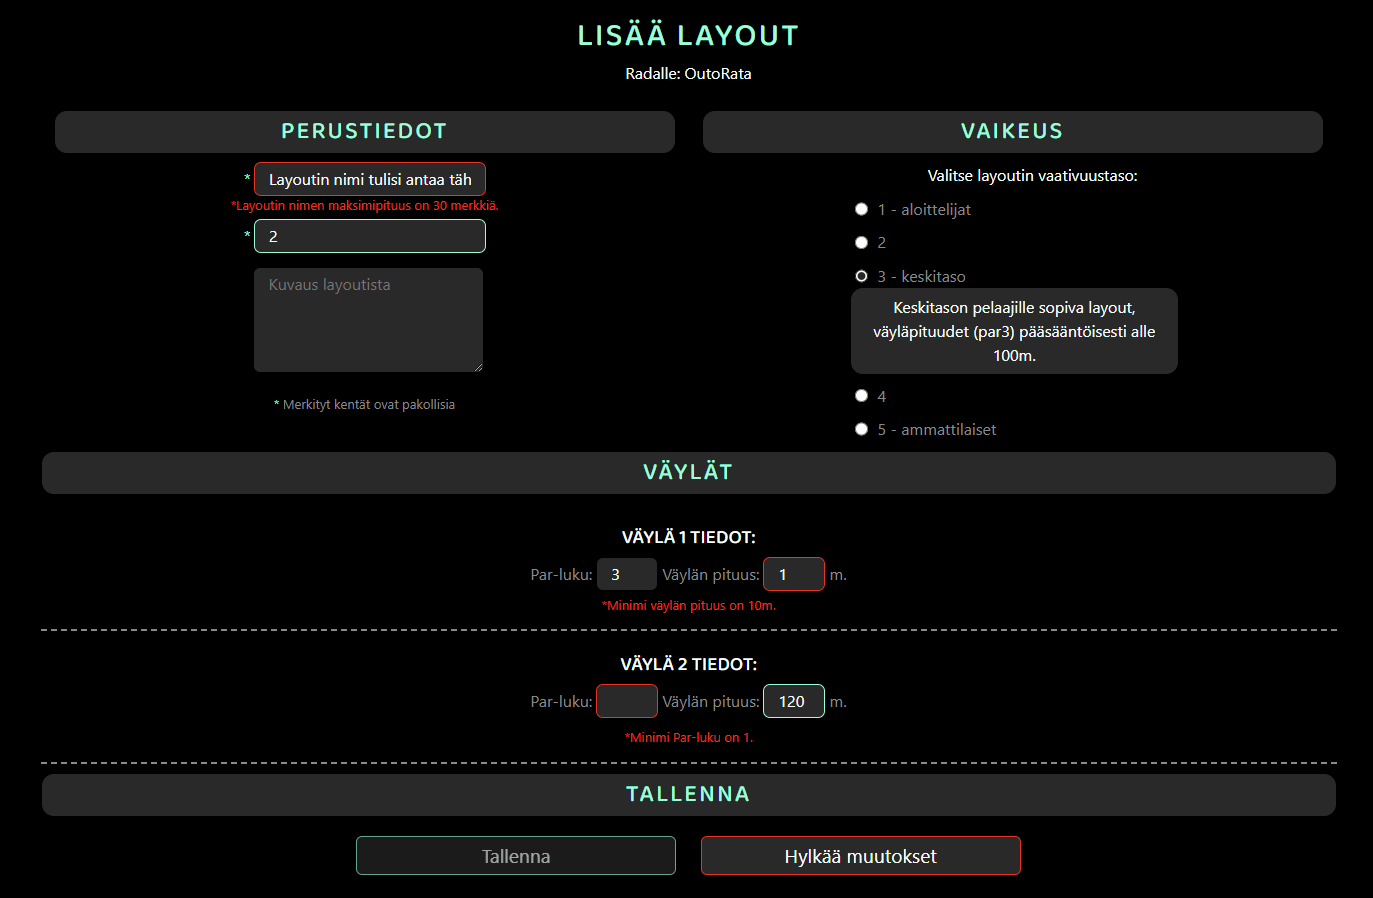 LISÄÄ LAYOUT
Radalle: OutoRata
PERUSTIEDOT
* Layoutin nimi tulisi antaa täh
*Layoutin nimen maksimipituus on 30 merkkiä.
* 2
Kuvaus layoutista
* Merkityt kentät ovat pakollisia
VAIKEUS
Valitse layoutin vaativuustaso:
1 - aloittelijat
2
3 - keskitaso
Keskitason pelaajille sopiva layout,
väyläpituudet (par3) pääsääntöisesti alle
100m.
4
5 - ammattilaiset
VÄYLÄT
VÄYLÄ 1 TIEDOT:
Par-luku: 3 Väylän pituus: 1 m.
*Minimi väylän pituus on 10m.
VÄYLÄ 2 TIEDOT:
Par-luku: Väylän pituus: 120 m.
*Minimi Par-luku on 1.
TALLENNA
Tallenna
Hylkää muutokset